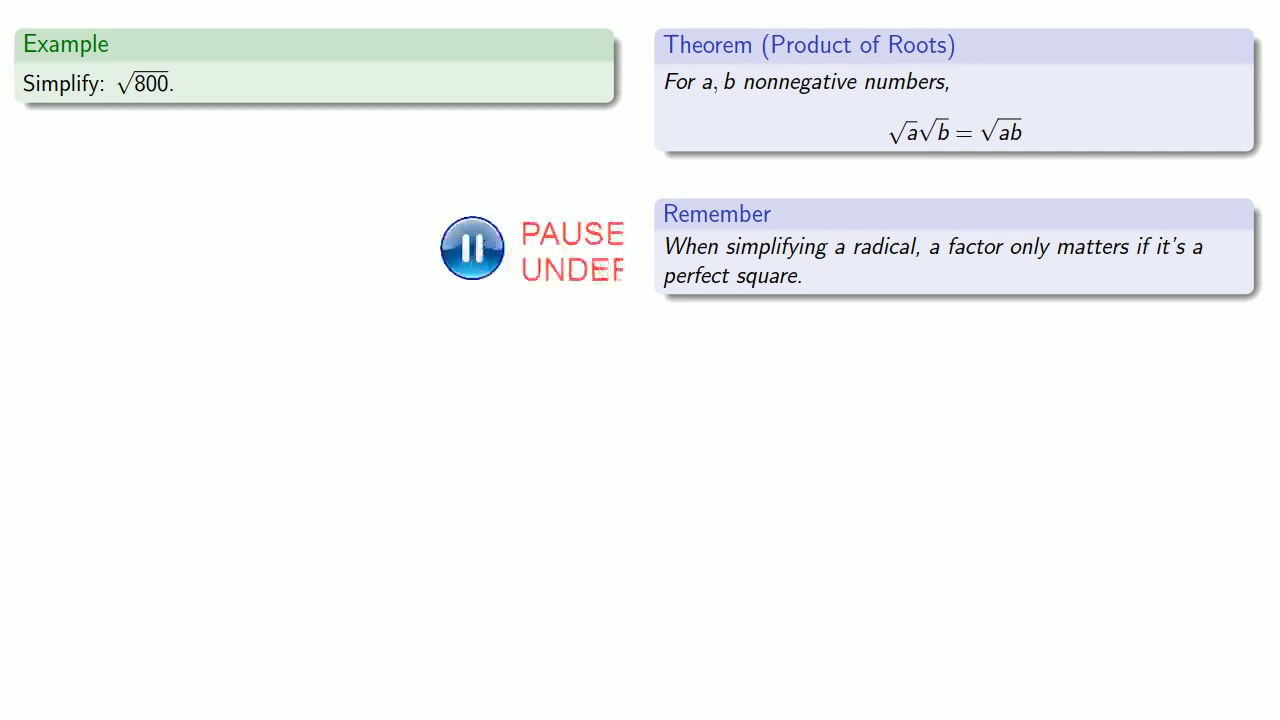 Example
Simplify: √800.
PAUSE
Theorem (Product of Roots)
For a, b nonnegative numbers,
√a√b = √ab
Remember
When simplifying a radical, a factor only matters if it's a
perfect square.